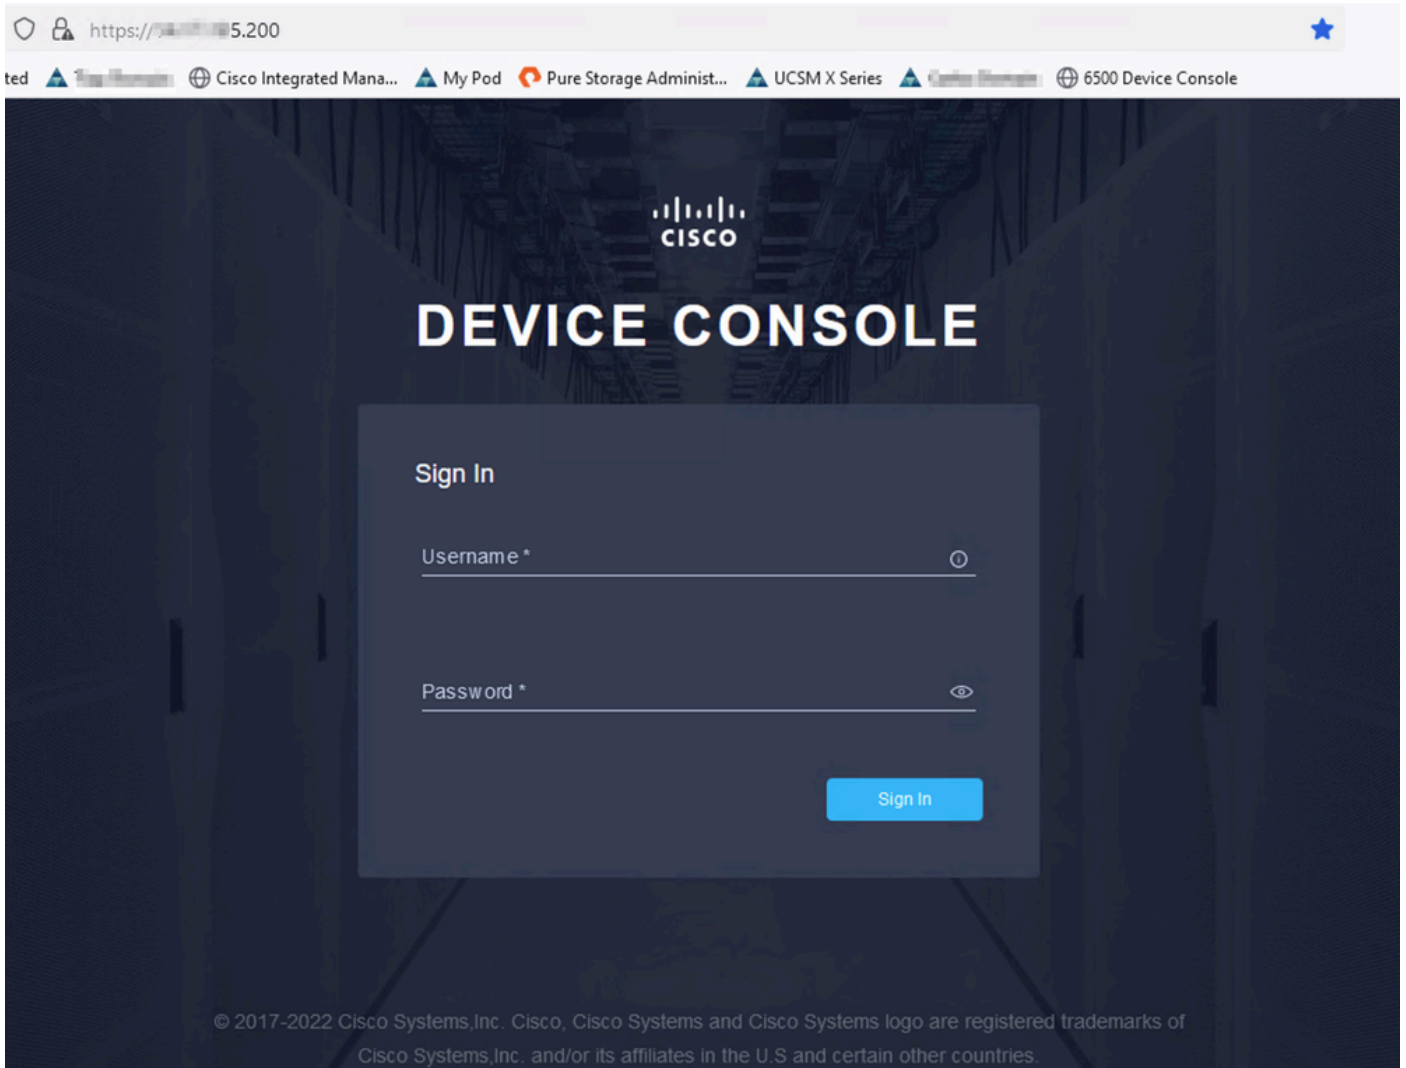 https:// 5.200
ted Cisco Integrated Mana... My Pod Pure Storage Administ... UCSM X Series 6500 Device Console
CISCO
DEVICE CONSOLE
Sign In
Username *
Password *
Sign In
© 2017-2022 Cisco Systems,Inc. Cisco, Cisco Systems and Cisco Systems logo are registered trademarks of
Cisco Systems,Inc. and/or its affiliates in the U.S and certain other countries.